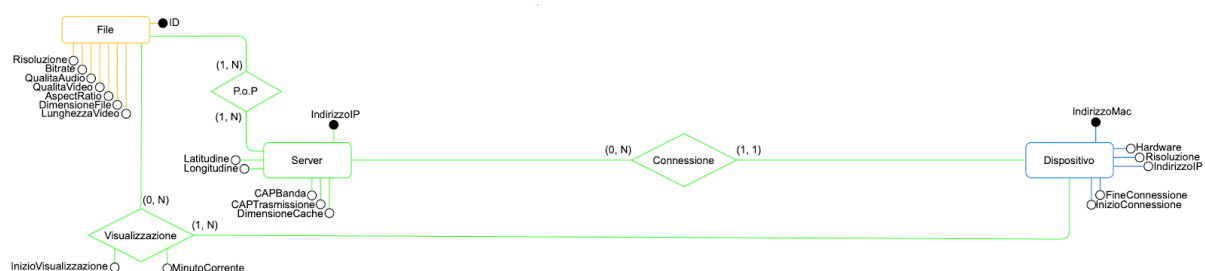 File
ID
Risoluzione
Bitrate
QualitaAudio
QualitaVideo
AspectRatio
DimensioneFile
LunghezzaVideo
(1, N)
P.o.P
(1, N)
IndirizzoIP
Latitudine
Longitudine
Server
CAPBanda
CAPTrasmissione
DimensioneCache
(0, N)
Connessione
(1, 1)
IndirizzoMac
Dispositivo
Hardware
Risoluzione
IndirizzoIP
FineConnessione
InizioConnessione
(0, N)
(1, N)
Visualizzazione
InizioVisualizzazione
MinutoCorrente